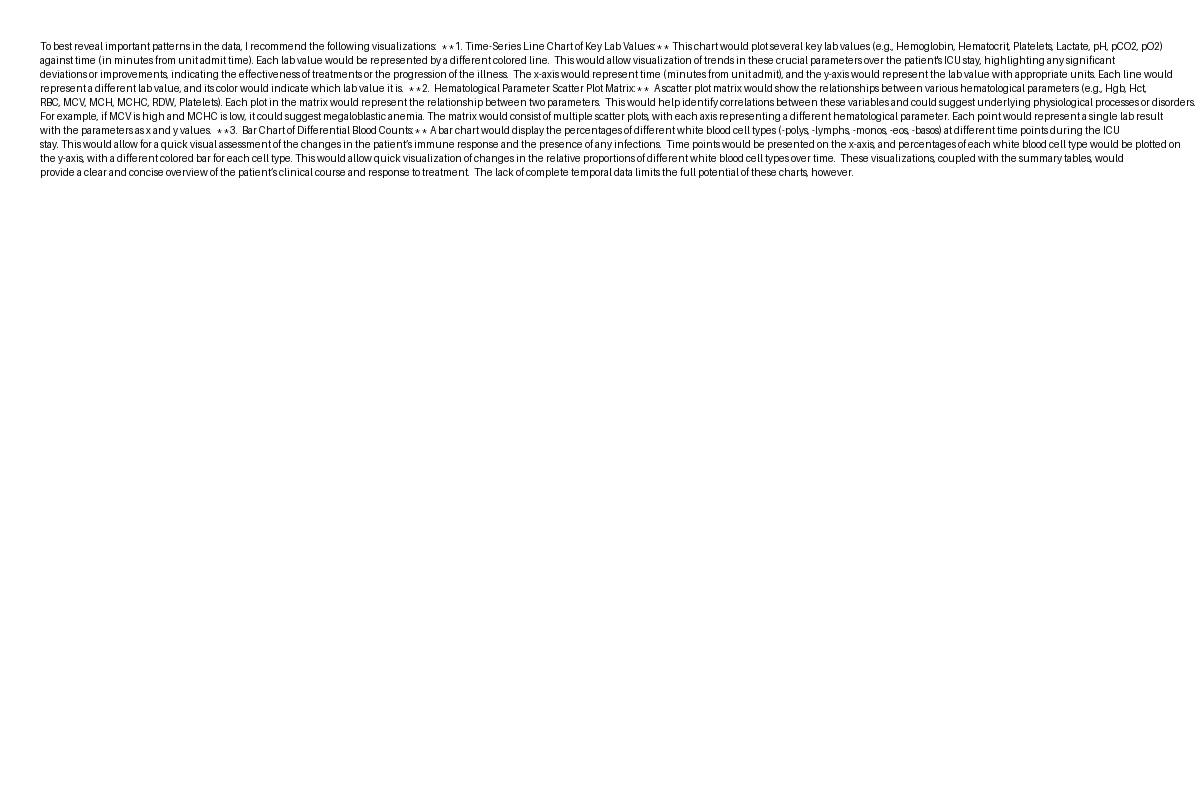 To best reveal important patterns in the data, I recommend the following visualizations:  **1. Time-Series Line Chart of Key Lab Values:** This chart would plot several key lab values (e.g., Hemoglobin, Hematocrit, Platelets, Lactate, pH, pCO2, pO2)
against time (in minutes from unit admit time). Each lab value would be represented by a different colored line.  This would allow visualization of trends in these crucial parameters over the patient's ICU stay, highlighting any significant
deviations or improvements, indicating the effectiveness of treatments or the progression of the illness.  The x-axis would represent time (minutes from unit admit), and the y-axis would represent the lab value with appropriate units. Each line would
represent a different lab value, and its color would indicate which lab value it is.  **2.  Hematological Parameter Scatter Plot Matrix:**  A scatter plot matrix would show the relationships between various hematological parameters (e.g., Hgb, Hct,
RBC, MCV, MCH, MCHC, RDW, Platelets). Each plot in the matrix would represent the relationship between two parameters.  This would help identify correlations between these variables and could suggest underlying physiological processes or disorders.
For example, if MCV is high and MCHC is low, it could suggest megaloblastic anemia. The matrix would consist of multiple scatter plots, with each axis representing a different hematological parameter. Each point would represent a single lab result
with the parameters as x and y values.  **3.  Bar Chart of Differential Blood Counts:** A bar chart would display the percentages of different white blood cell types (-polys, -lymphs, -monos, -eos, -basos) at different time points during the ICU
stay. This would allow for a quick visual assessment of the changes in the patient's immune response and the presence of any infections.  Time points would be presented on the x-axis, and percentages of each white blood cell type would be plotted on
the y-axis, with a different colored bar for each cell type. This would allow quick visualization of changes in the relative proportions of different white blood cell types over time.  These visualizations, coupled with the summary tables, would
provide a clear and concise overview of the patient's clinical course and response to treatment.  The lack of complete temporal data limits the full potential of these charts, however.